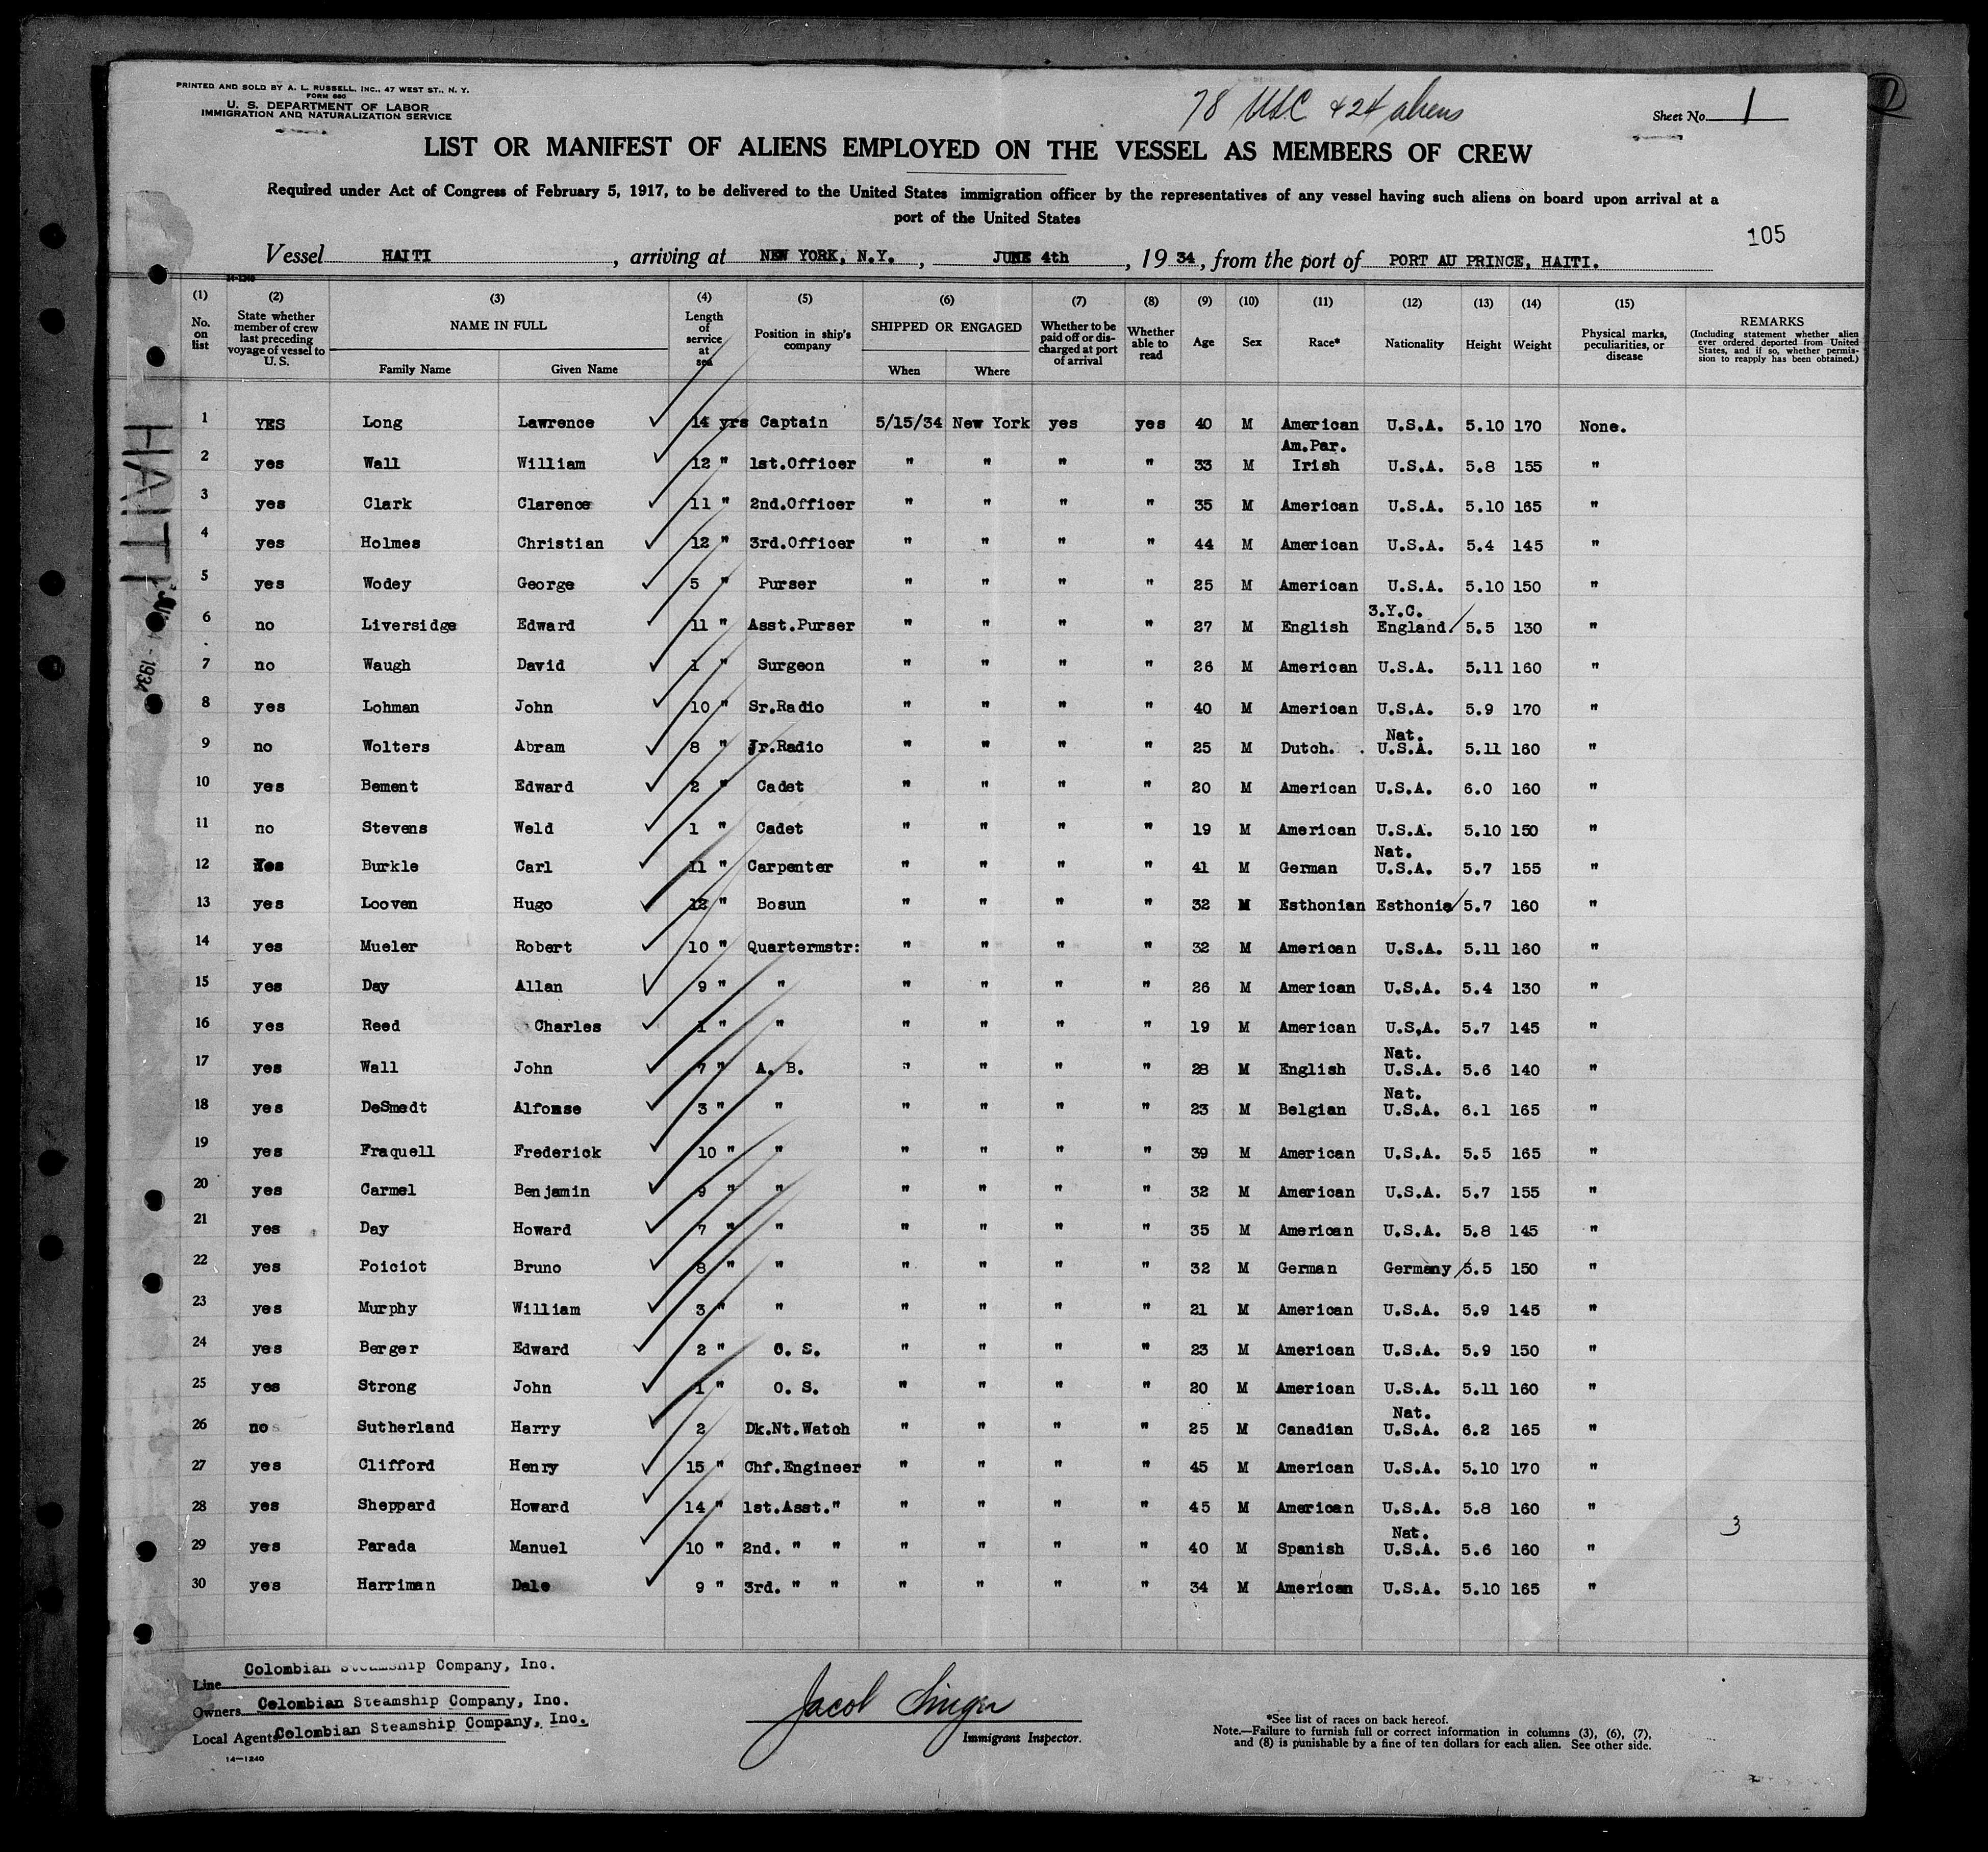 PRINTED AND SOLD BY A. L. RUSSELL, INC., 47 WEST ST., N. Y.
FORM 680
U. S. DEPARTMENT OF LABOR
IMMIGRATION AND NATURALIZATION SERVICE
78 USC & 24 aliens
Sheet No. 1
LIST OR MANIFEST OF ALIENS EMPLOYED ON THE VESSEL AS MEMBERS OF CREW
Required under Act of Congress of February 5, 1917, to be delivered to the United States immigration officer by the representatives of any vessel having such aliens on board upon arrival at a
port of the United States
105
Vessel HAITI, arriving at NEW YORK, N.Y., JUNE 4th, 1934, from the port of PORT AU PRINCE, HAITI.
14-1240
(1) (2) (3) (4) (5) (6) (7) (8) (9) (10) (11) (12) (13) (14) (15)
No. on list
State whether member of crew last preceding voyage of vessel to U. S.
NAME IN FULL
Family Name Given Name
Length of service at sea
Position in ship's company
SHIPPED OR ENGAGED
When Where
Whether to be paid off or discharged at port of arrival
Whether able to read
Age Sex Race* Nationality Height Weight
Physical marks, peculiarities, or disease
REMARKS
(Including statement whether alien ever ordered deported from United States, and if so, whether permission to reapply has been obtained.)
1 YES Long Lawrence 14 yrs Captain 5/15/34 New York yes yes 40 M American U.S.A. 5.10 170 None.
2 yes Wall William 12 " 1st.Officer " " " " 33 M Am.Par. Irish U.S.A. 5.8 155 "
3 yes Clark Clarence 11 " 2nd.Officer " " " " 35 M American U.S.A. 5.10 165 "
4 yes Holmes Christian 12 " 3rd.Officer " " " " 44 M American U.S.A. 5.4 145 "
5 yes Wodey George 5 " Purser " " " " 25 M American U.S.A. 5.10 150 "
6 no Liversidge Edward 11 " Asst.Purser " " " " 27 M English 3.Y.C. England. 5.5 130 "
7 no Waugh David 1 " Surgeon " " " " 26 M American U.S.A. 5.11 160 "
8 yes Lohman John 10 " Sr.Radio " " " " 40 M American U.S.A. 5.9 170 "
9 no Wolters Abram 8 " Jr.Radio " " " " 25 M Dutch. Nat. U.S.A. 5.11 160 "
10 yes Bement Edward 2 " Cadet " " " " 20 M American U.S.A. 6.0 160 "
11 no Stevens Weld 1 " Cadet " " " " 19 M American U.S.A. 5.10 150 "
12 Yes Burkle Carl 11 " Carpenter " " " " 41 M German Nat. U.S.A. 5.7 155 "
13 yes Looven Hugo 12 " Bosun " " " " 32 M Esthonian Esthonia 5.7 160 "
14 yes Mueler Robert 10 " Quartermstr: " " " " 32 M American U.S.A. 5.11 160 "
15 yes Day Allan 9 " " " " " " 26 M American U.S.A. 5.4 130 "
16 yes Reed Charles 1 " " " " " " 19 M American U.S.A. 5.7 145 "
17 yes Wall John 7 " A. B. " " " " 28 M English Nat. U.S.A. 5.6 140 "
18 yes DeSmedt Alfonse 3 " " " " " " 23 M Belgian Nat. U.S.A. 6.1 165 "
19 yes Fraquell Frederick 10 " " " " " " 39 M American U.S.A. 5.5 165 "
20 yes Carmel Benjamin 9 " " " " " " 32 M American U.S.A. 5.7 155 "
21 yes Day Howard 7 " " " " " " 35 M American U.S.A. 5.8 145 "
22 yes Poiciot Bruno 8 " " " " " " 32 M German Germany 5.5 150 "
23 yes Murphy William 3 " " " " " " 21 M American U.S.A. 5.9 145 "
24 yes Berger Edward 2 " O. S. " " " " 23 M American U.S.A. 5.9 150 "
25 yes Strong John 1 " O. S. " " " " 20 M American U.S.A. 5.11 160 "
26 no Sutherland Harry 2 Dk.Nt.Watch " " " " 25 M Canadian Nat. U.S.A. 6.2 165 "
27 yes Clifford Henry 15 " Chf.Engineer " " " " 45 M American U.S.A. 5.10 170 "
28 yes Sheppard Howard 14 " 1st.Asst." " " " " 45 M American U.S.A. 5.8 160 "
29 yes Parada Manuel 10 " 2nd. " " " " " " 40 M Spanish Nat. U.S.A. 5.6 160 "
30 yes Harriman Dale 9 " 3rd. " " " " " " 34 M American U.S.A. 5.10 165 "
3
HAITI
- 1934
Line Colombian Steamship Company, Inc.
Owners Colombian Steamship Company, Inc.
Local Agents Colombian Steamship Company, Inc.
14-1240
Jacob Singer
Immigrant Inspector.
*See list of races on back hereof.
Note.—Failure to furnish full or correct information in columns (3), (6), (7),
and (8) is punishable by a fine of ten dollars for each alien. See other side.